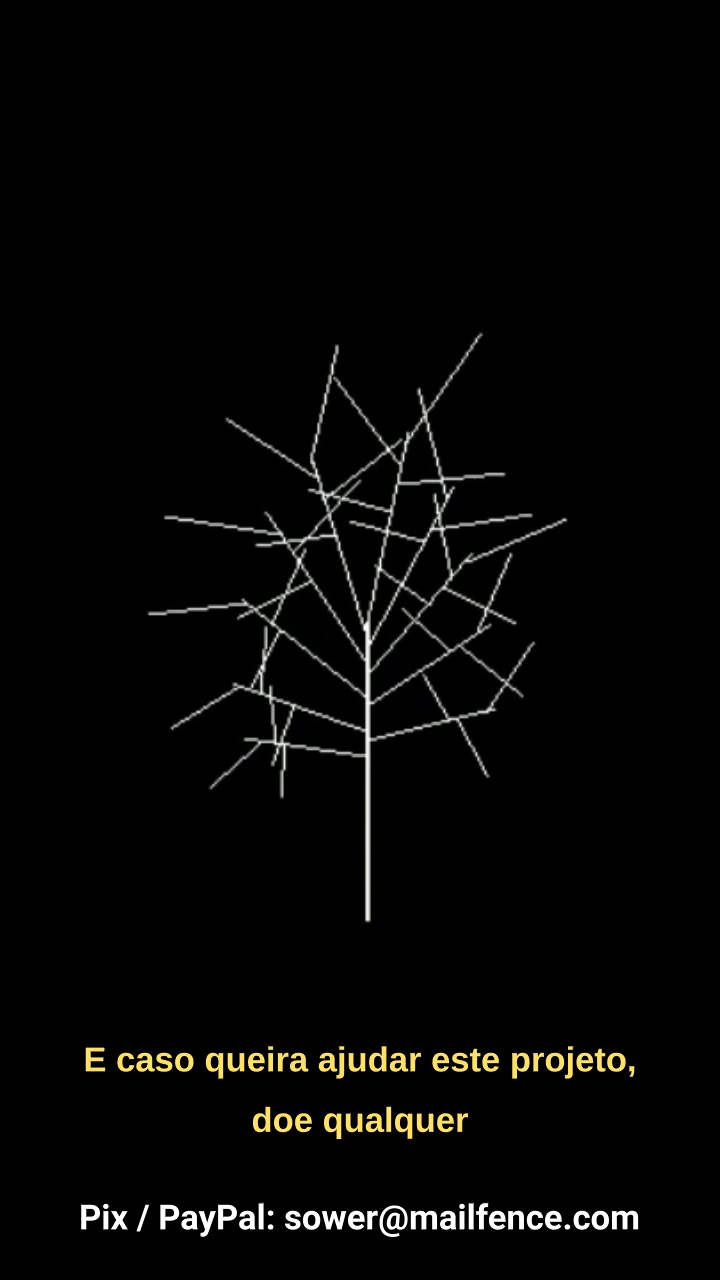 E caso queira ajudar este projeto,
doe qualquer
Pix / PayPal: sower@mailfence.com